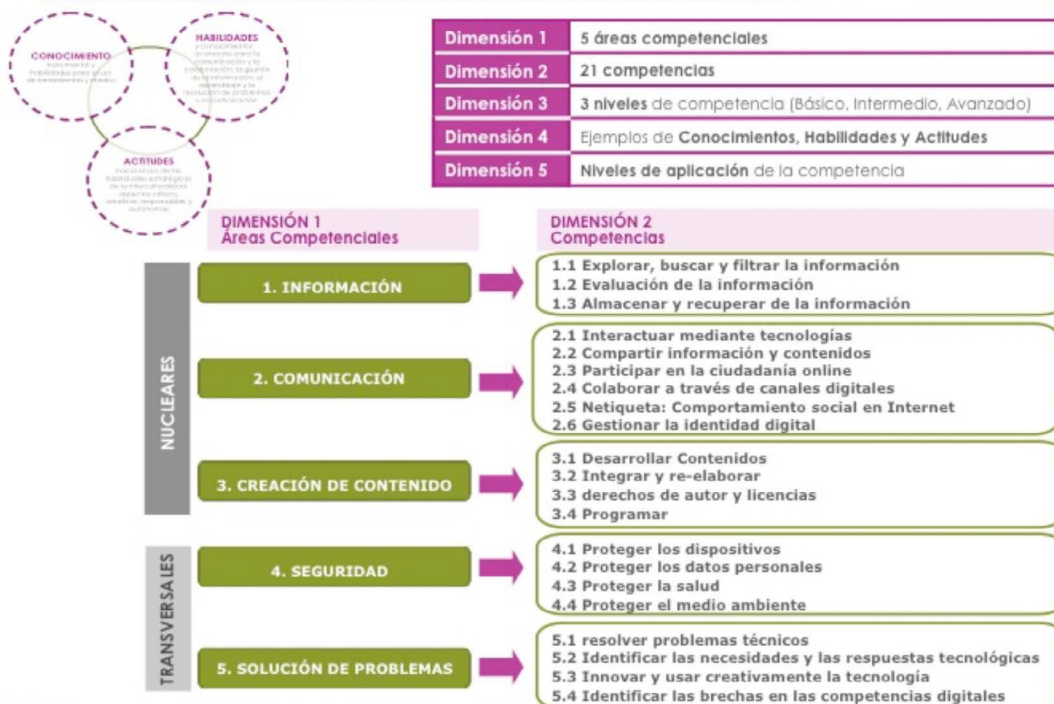 CONOCIMIENTO
HABILIDADES
ACTITUDES
Dimensión 1 5 áreas competenciales
Dimensión 2 21 competencias
Dimensión 3 3 niveles de competencia (Básico, Intermedio, Avanzado)
Dimensión 4 Ejemplos de Conocimientos, Habilidades y Actitudes
Dimensión 5 Niveles de aplicación de la competencia
DIMENSIÓN 1
Áreas Competenciales
DIMENSIÓN 2
Competencias
NUCLEARES
1. INFORMACIÓN
1.1 Explorar, buscar y filtrar la información
1.2 Evaluación de la información
1.3 Almacenar y recuperar de la información
2. COMUNICACIÓN
2.1 Interactuar mediante tecnologías
2.2 Compartir información y contenidos
2.3 Participar en la ciudadanía online
2.4 Colaborar a través de canales digitales
2.5 Netiqueta: Comportamiento social en Internet
2.6 Gestionar la identidad digital
3. CREACIÓN DE CONTENIDO
3.1 Desarrollar Contenidos
3.2 Integrar y re-elaborar
3.3 derechos de autor y licencias
3.4 Programar
TRANSVERSALES
4. SEGURIDAD
4.1 Proteger los dispositivos
4.2 Proteger los datos personales
4.3 Proteger la salud
4.4 Proteger el medio ambiente
5. SOLUCIÓN DE PROBLEMAS
5.1 resolver problemas técnicos
5.2 Identificar las necesidades y las respuestas tecnológicas
5.3 Innovar y usar creativamente la tecnología
5.4 Identificar las brechas en las competencias digitales